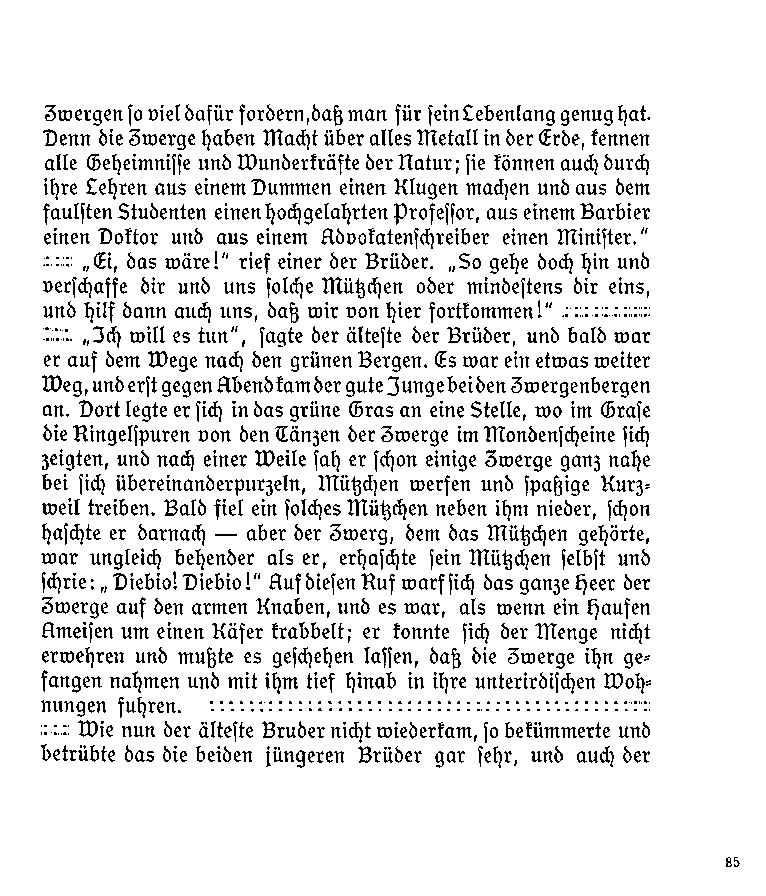 Zwergen so viel dafür fordern, daß man für sein Lebenlang genug hat.
Denn die Zwerge haben Macht über alles Metall in der Erde, kennen
alle Geheimnisse und Wunderkräfte der Natur; sie können auch durch
ihre Lehren aus einem Dummen einen Klugen machen und aus dem
faulsten Studenten einen hochgelahrten Professor, aus einem Barbier
einen Doktor und aus einem Advokatenschreiber einen Minister."
„Ei, das wäre!" rief einer der Brüder. „So gehe doch hin und
verschaffe dir und uns solche Mützchen oder mindestens dir eins,
und hilf dann auch uns, daß wir von hier fortkommen!"
„Ich will es tun", sagte der älteste der Brüder, und bald war
er auf dem Wege nach den grünen Bergen. Es war ein etwas weiter
Weg, und erst gegen Abend kam der gute Junge bei den Zwergenbergen
an. Dort legte er sich in das grüne Gras an eine Stelle, wo im Grase
die Ringelspuren von den Tänzen der Zwerge im Mondenscheine sich
zeigten, und nach einer Weile sah er schon einige Zwerge ganz nahe
bei sich übereinanderpurzeln, Mützchen werfen und spaßige Kurz-
weil treiben. Bald fiel ein solches Mützchen neben ihm nieder, schon
haschte er darnach — aber der Zwerg, dem das Mützchen gehörte,
war ungleich behender als er, erhaschte sein Mützchen selbst und
schrie: „Diebio! Diebio!" Auf diesen Ruf warf sich das ganze Heer der
Zwerge auf den armen Knaben, und es war, als wenn ein Haufen
Ameisen um einen Käfer krabbelt; er konnte sich der Menge nicht
erwehren und mußte es geschehen lassen, daß die Zwerge ihn ge-
fangen nahmen und mit ihm tief hinab in ihre unterirdischen Woh-
nungen fuhren.
Wie nun der älteste Bruder nicht wiederkam, so bekümmerte und
betrübte das die beiden jüngeren Brüder gar sehr, und auch der
85